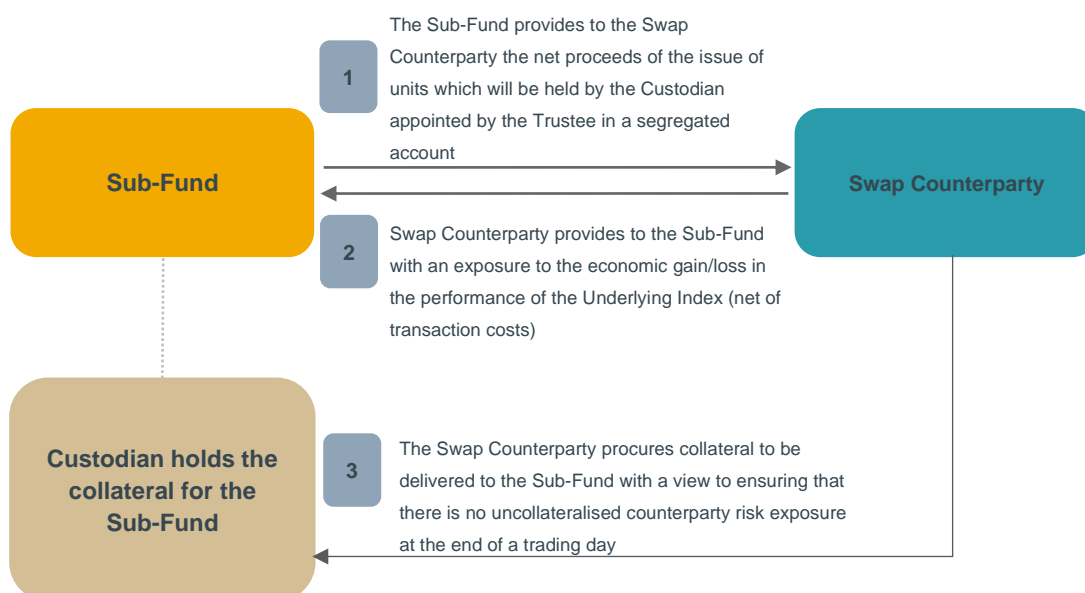 The Sub-Fund provides to the Swap
Counterparty the net proceeds of the issue of
1
units which will be held by the Custodian
appointed by the Trustee in a segregated
account
Sub-Fund
Swap Counterparty
2
Swap Counterparty provides to the Sub-Fund
with an exposure to the economic gain/loss in
the performance of the Underlying Index (net of
transaction costs)
Custodian holds the
collateral for the
Sub-Fund
3
The Swap Counterparty procures collateral to be
delivered to the Sub-Fund with a view to ensuring that
there is no uncollateralised counterparty risk exposure
at the end of a trading day